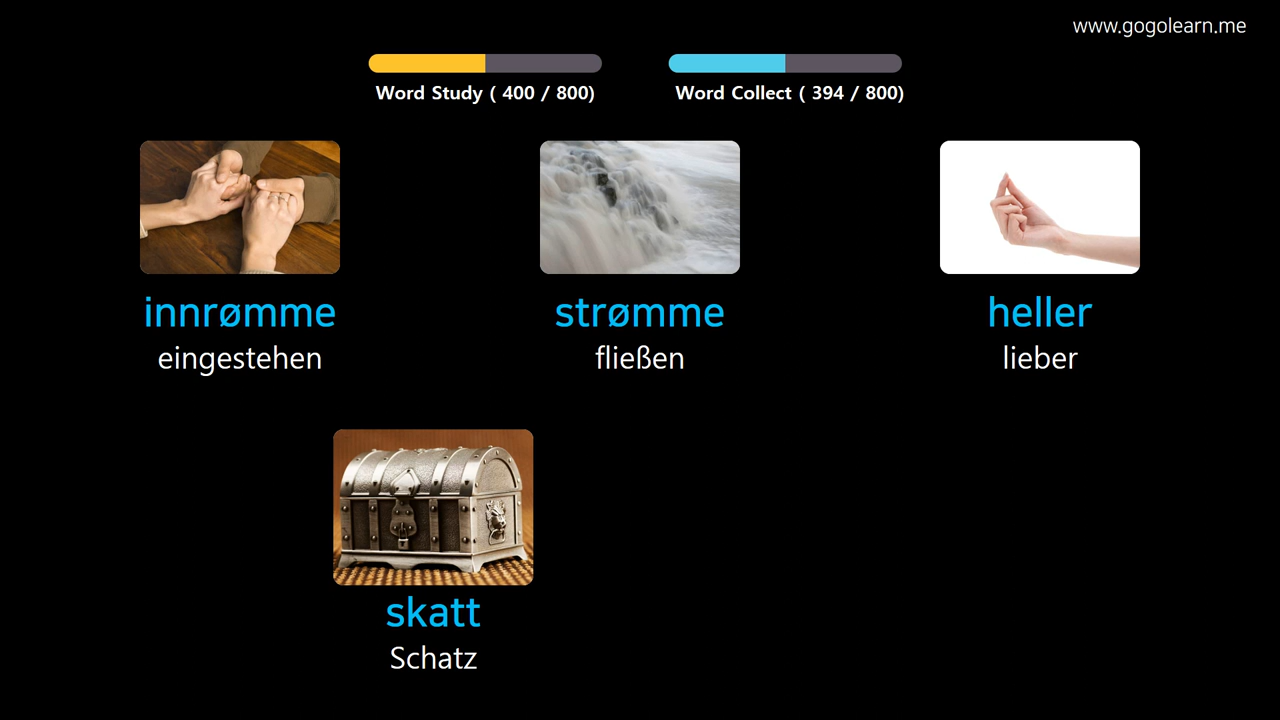 www.gogolearn.me
Word Study ( 400 / 800)
Word Collect ( 394 / 800)
innrømme
eingestehen
strømme
fließen
heller
lieber
skatt
Schatz